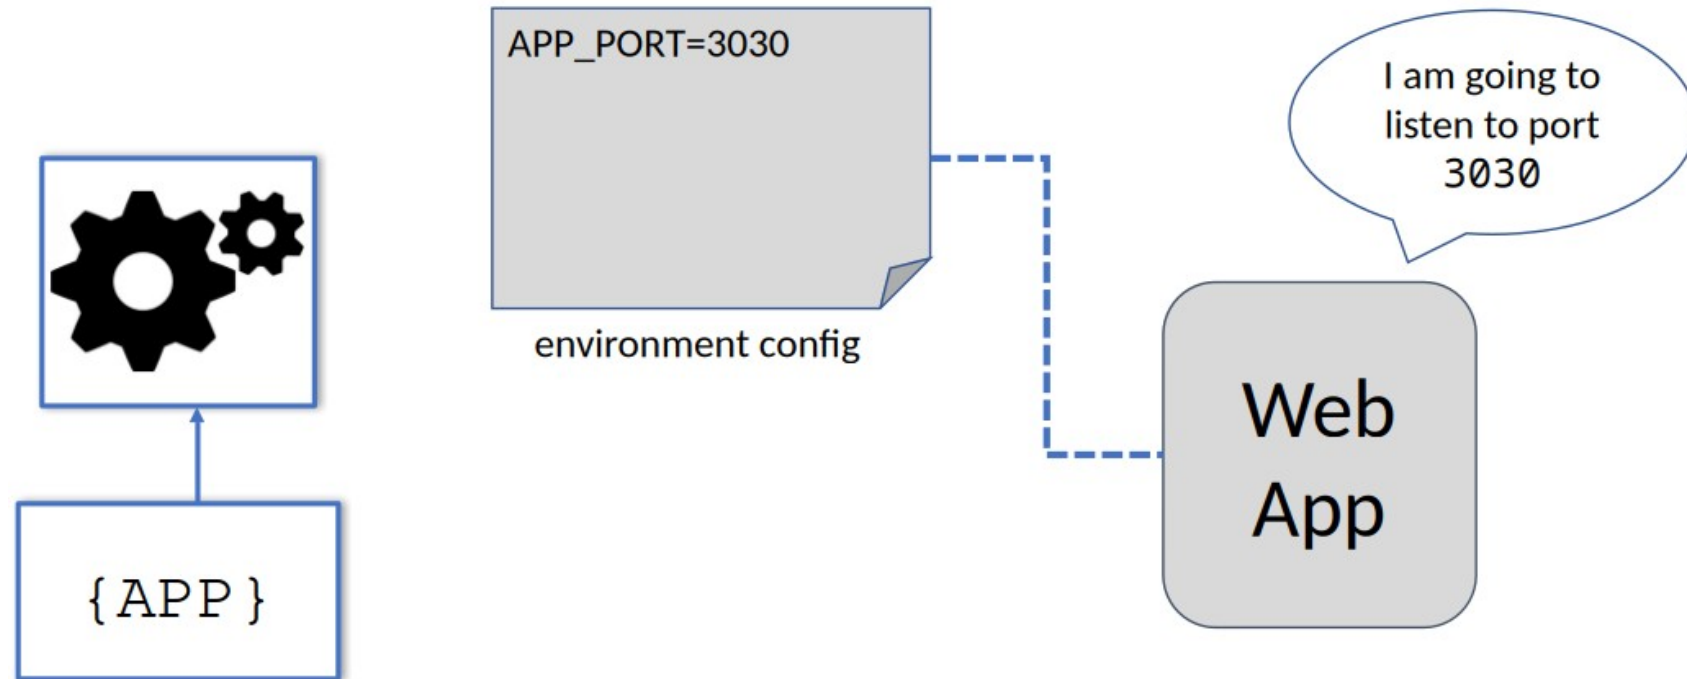 APP_PORT=3030
I am going to
listen to port
3030
environment config
Web
App
{APP}